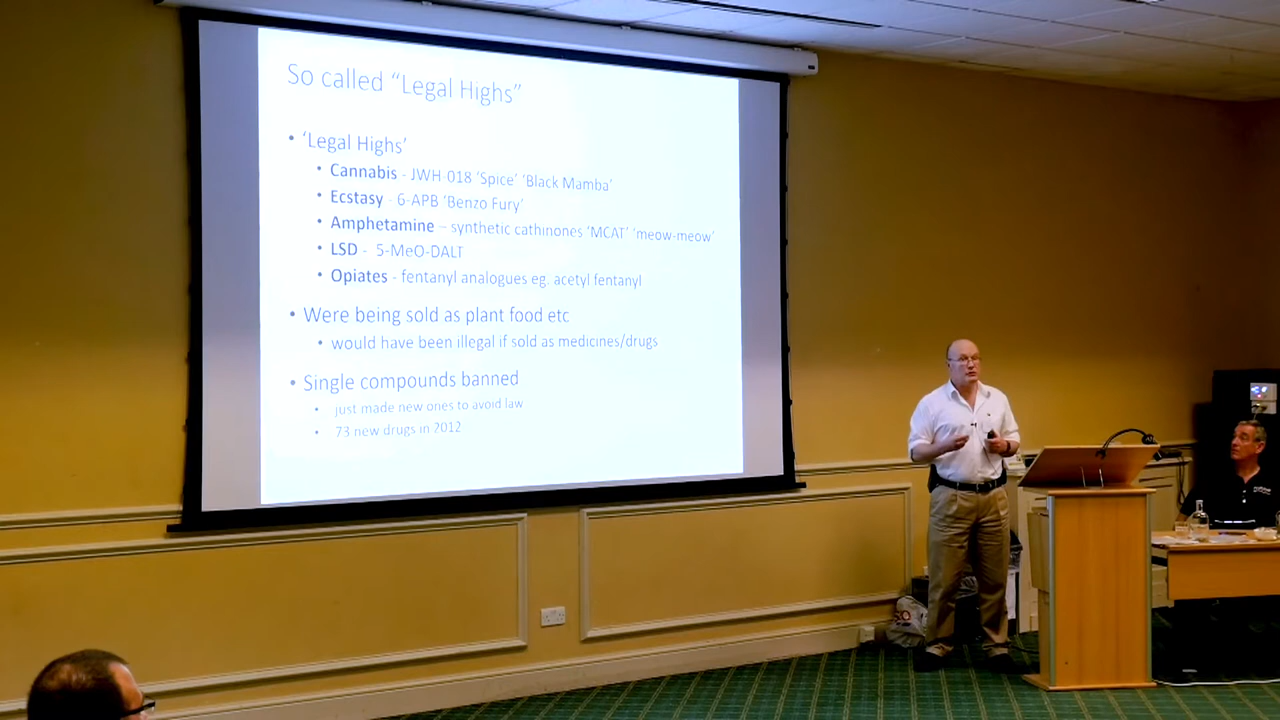 So called “Legal Highs”
• ‘Legal Highs’
• Cannabis - JWH-018 ‘Spice’ ‘Black Mamba’
• Ecstasy - 6-APB ‘Benzo Fury’
• Amphetamine – synthetic cathinones ‘MCAT’ ‘meow-meow’
• LSD - 5-MeO-DALT
• Opiates - fentanyl analogues eg. acetyl fentanyl
• Were being sold as plant food etc
• would have been illegal if sold as medicines/drugs
• Single compounds banned
• just made new ones to avoid law
• 73 new drugs in 2012